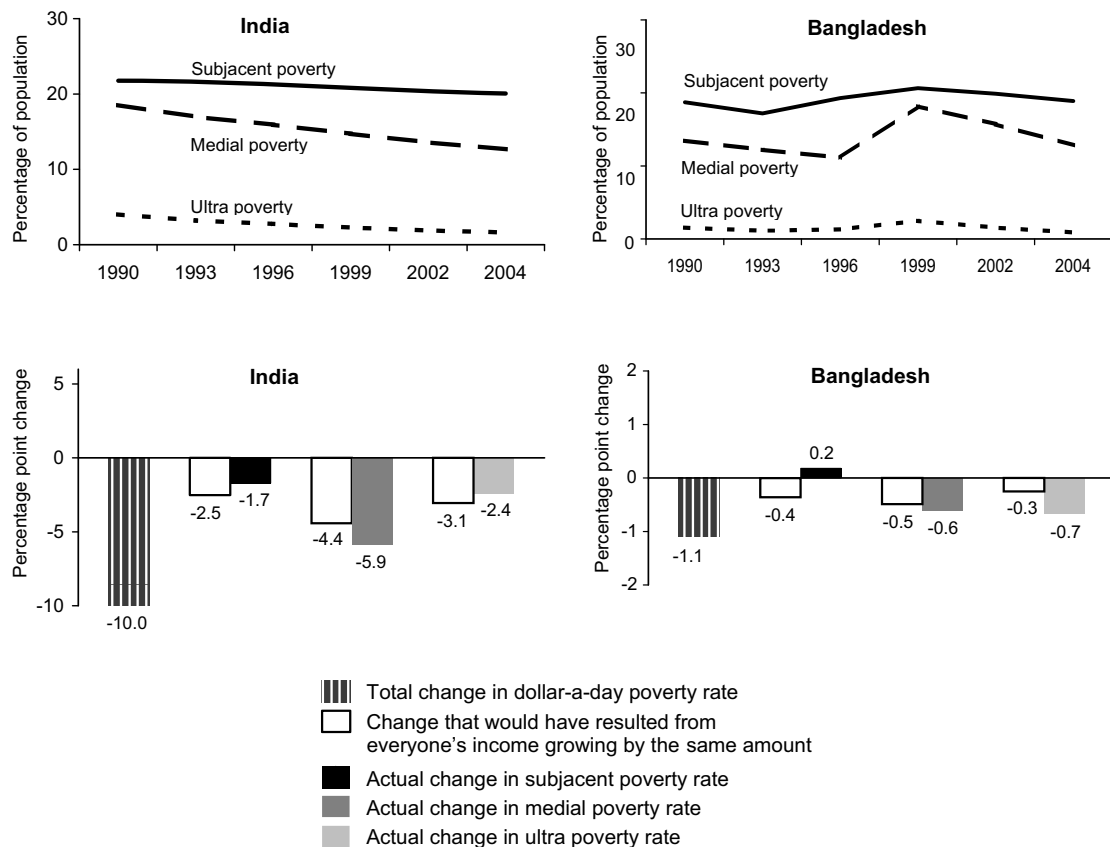 India
Percentage of population
30
20
10
0
Subjacent poverty
Medial poverty
Ultra poverty
1990 1993 1996 1999 2002 2004
Bangladesh
Percentage of population
30
20
10
0
Subjacent poverty
Medial poverty
Ultra poverty
1990 1993 1996 1999 2002 2004
India
Percentage point change
5
0
-5
-10
-10.0
-2.5
-1.7
-4.4
-5.9
-3.1
-2.4
Bangladesh
Percentage point change
2
1
0
-1
-2
-1.1
-0.4
0.2
-0.5
-0.6
-0.3
-0.7
Total change in dollar-a-day poverty rate
Change that would have resulted from
everyone’s income growing by the same amount
Actual change in subjacent poverty rate
Actual change in medial poverty rate
Actual change in ultra poverty rate